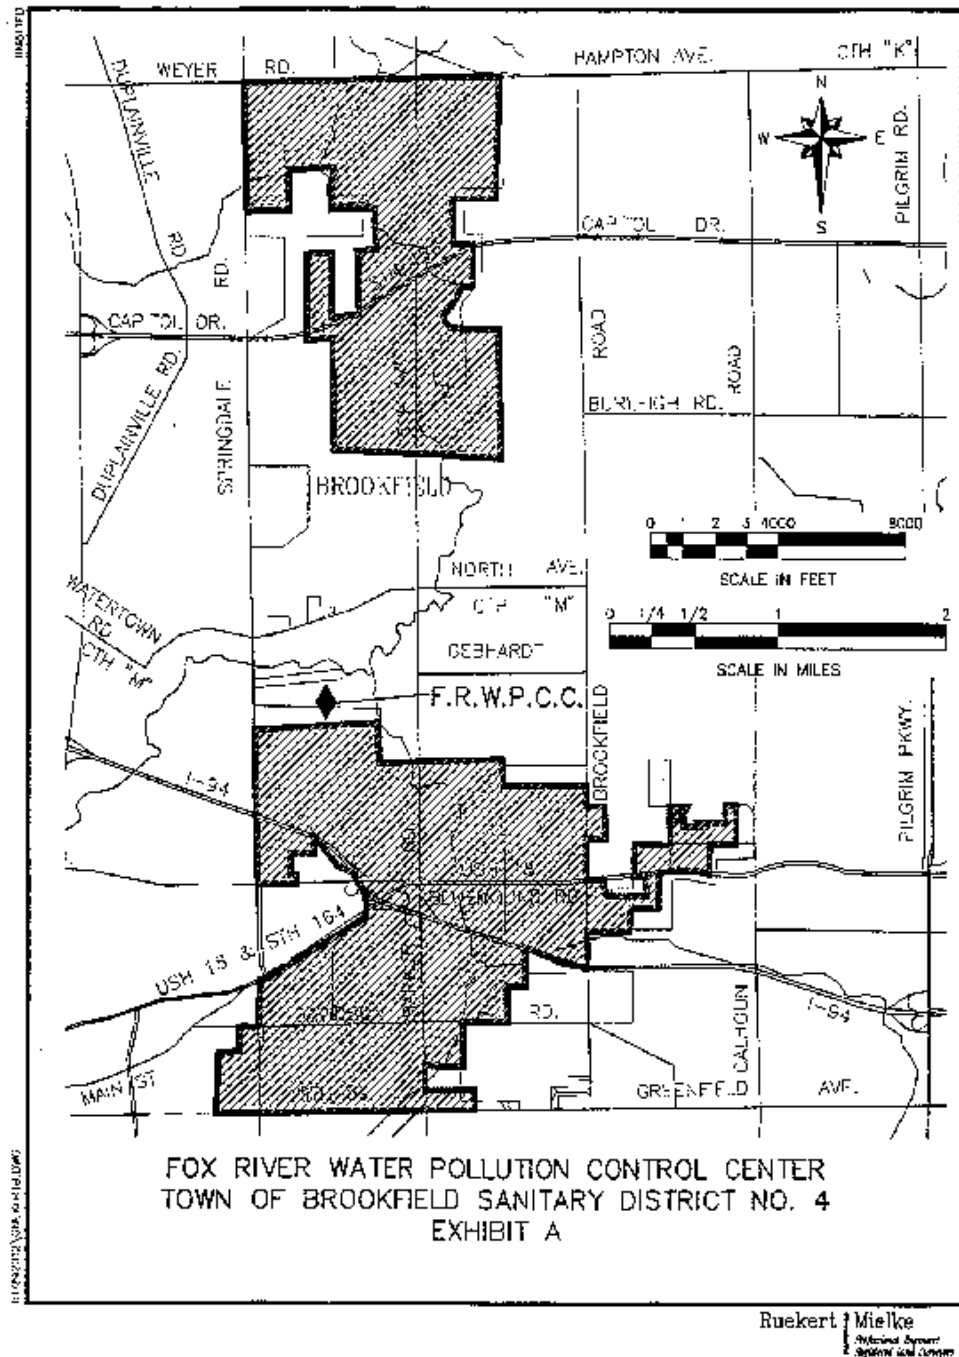 WEYER RD.
HAMPTON AVE.
CTH "K"
N
W E
S
DUPLAINVILLE
RD
PILGRIM RD.
CAPITOL DR.
RD.
CAPITOL DR.
ROAD
ROAD
DUPLAINVILLE RD.
SPRINGDALE
BURLEIGH RD.
BROOKFIELD
0 1 2 3 4000 8000
SCALE IN FEET
NORTH AVE.
CTH "M"
0 1/4 1/2 1 2
SCALE IN MILES
WATERTOWN
RD
CTH "M"
GEBHARDT
F.R.W.P.C.C.
BROOKFIELD
PILGRIM PKWY.
I-94
RD.
USH 18
BLUEMOUND RD
USH 18 & STH 164
RD.
CALHOUN
I-94
MAIN ST
GREENFIELD AVE.
FOX RIVER WATER POLLUTION CONTROL CENTER
TOWN OF BROOKFIELD SANITARY DISTRICT NO. 4
EXHIBIT A
Ruekert Mielke